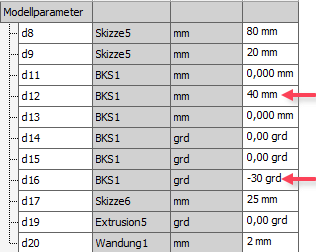 Modellparameter
d8 Skizze5 mm 80 mm
d9 Skizze5 mm 20 mm
d11 BKS1 mm 0,000 mm
d12 BKS1 mm 40 mm
d13 BKS1 mm 0,000 mm
d14 BKS1 grd 0,00 grd
d15 BKS1 grd 0,00 grd
d16 BKS1 grd -30 grd
d17 Skizze6 mm 25 mm
d19 Extrusion5 grd 0,00 grd
d20 Wandung1 mm 2 mm